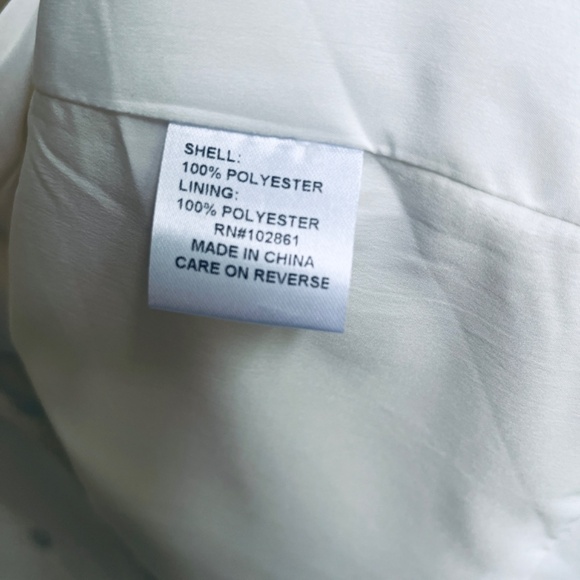 SHELL:
100% POLYESTER
LINING:
100% POLYESTER
RN#102861
MADE IN CHINA
CARE ON REVERSE